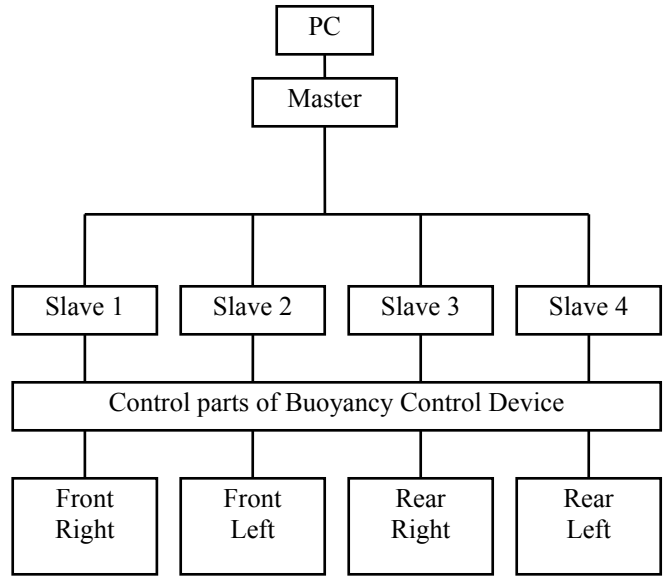 PC
Master
Slave 1
Slave 2
Slave 3
Slave 4
Control parts of Buoyancy Control Device
Front
Right
Front
Left
Rear
Right
Rear
Left